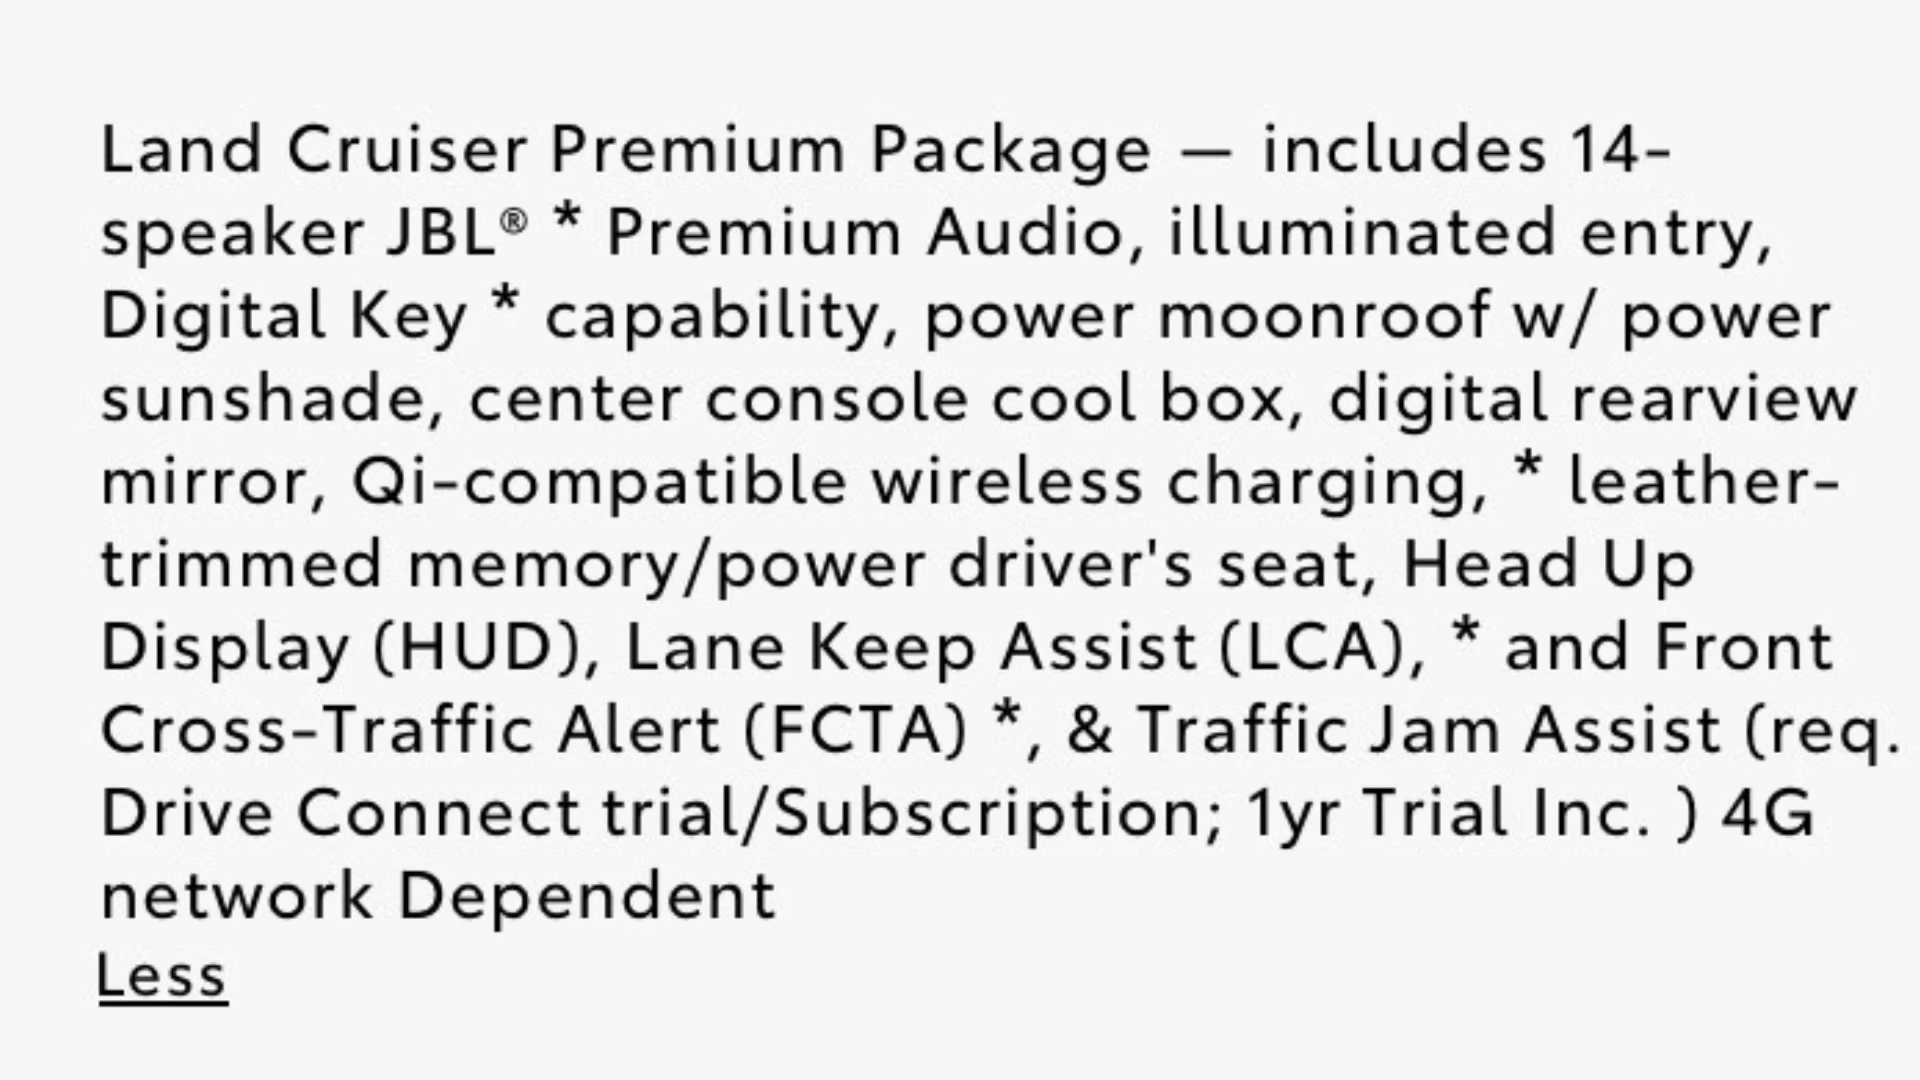 Land Cruiser Premium Package — includes 14-
speaker JBL® * Premium Audio, illuminated entry,
Digital Key * capability, power moonroof w/ power
sunshade, center console cool box, digital rearview
mirror, Qi-compatible wireless charging, * leather-
trimmed memory/power driver's seat, Head Up
Display (HUD), Lane Keep Assist (LCA), * and Front
Cross-Traffic Alert (FCTA) *, & Traffic Jam Assist (req.
Drive Connect trial/Subscription; 1yr Trial Inc. ) 4G
network Dependent
Less